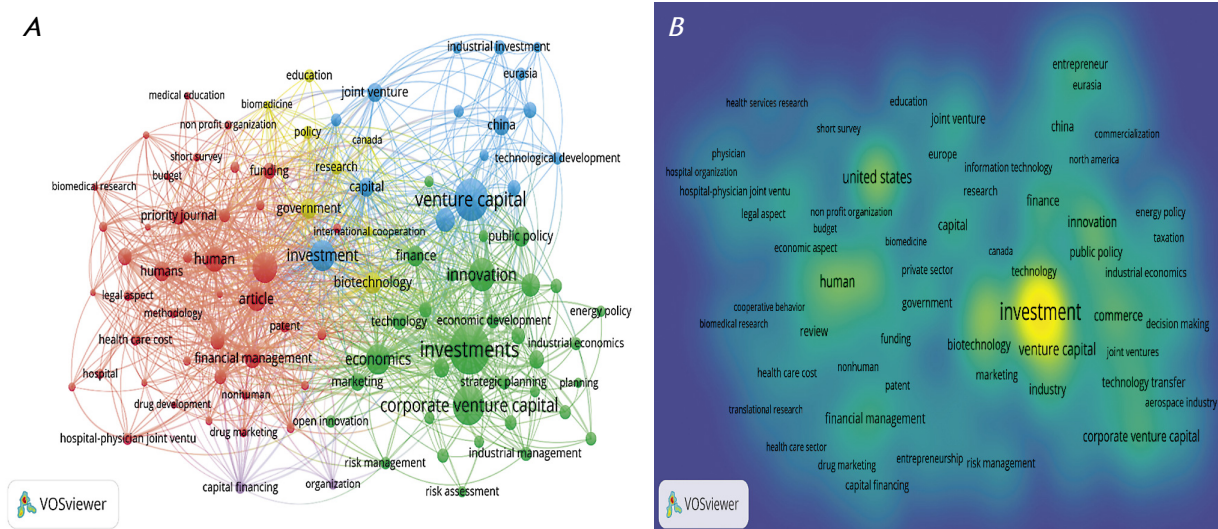 A
industrial investment
education
eurasia
medical education
biomedicine
joint venture
non profit organization
policy
canada
china
short survey
funding
research
technological development
budget
biomedical research
capital
venture capital
priority journal
government
international cooperation
public policy
humans
human
investment
finance
innovation
biotechnology
legal aspect
article
methodology
technology
economic development
energy policy
patent
health care cost
financial management
economics
investments
industrial economics
hospital
nonhuman
marketing
strategic planning
planning
drug development
corporate venture capital
hospital-physician joint ventu
drug marketing
open innovation
industrial management
risk management
capital financing
organization
risk assessment
VOSviewer
B
entrepreneur
eurasia
health services research
education
joint venture
short survey
china
commercialization
physician
europe
information technology
north america
hospital organization
united states
hospital-physician joint ventu
research
finance
legal aspect
non profit organization
innovation
energy policy
budget
capital
economic aspect
biomedicine
canada
public policy
taxation
human
private sector
technology
industrial economics
cooperative behavior
government
investment
commerce
decision making
biomedical research
review
funding
biotechnology
venture capital
joint ventures
health care cost
nonhuman
marketing
industry
technology transfer
patent
aerospace industry
translational research
financial management
corporate venture capital
health care sector
drug marketing
entrepreneurship
risk management
capital financing
VOSviewer